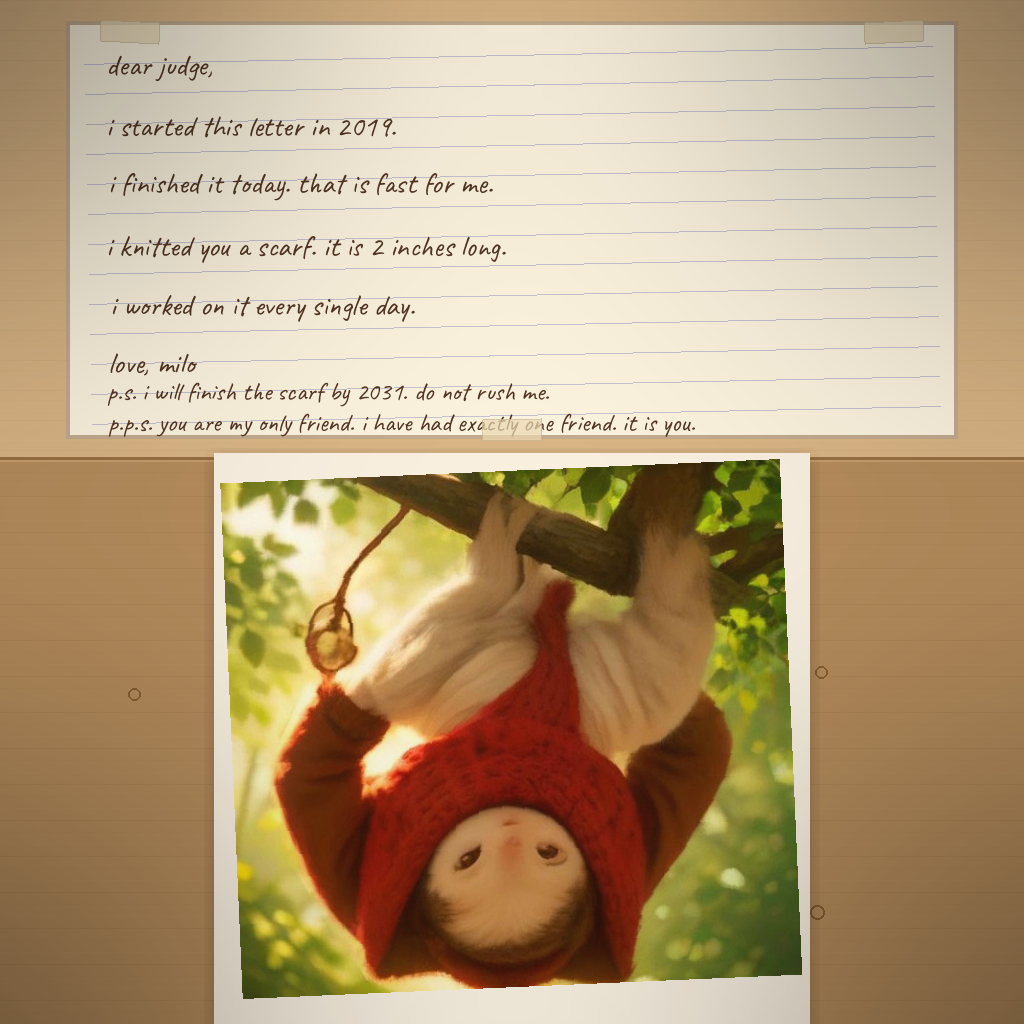 dear judge,
i started this letter in 2019.
i finished it today. that is fast for me.
i knitted you a scarf. it is 2 inches long.
i worked on it every single day.
love, milo
p.s. i will finish the scarf by 2031. do not rush me.
p.p.s. you are my only friend. i have had exactly one friend. it is you.